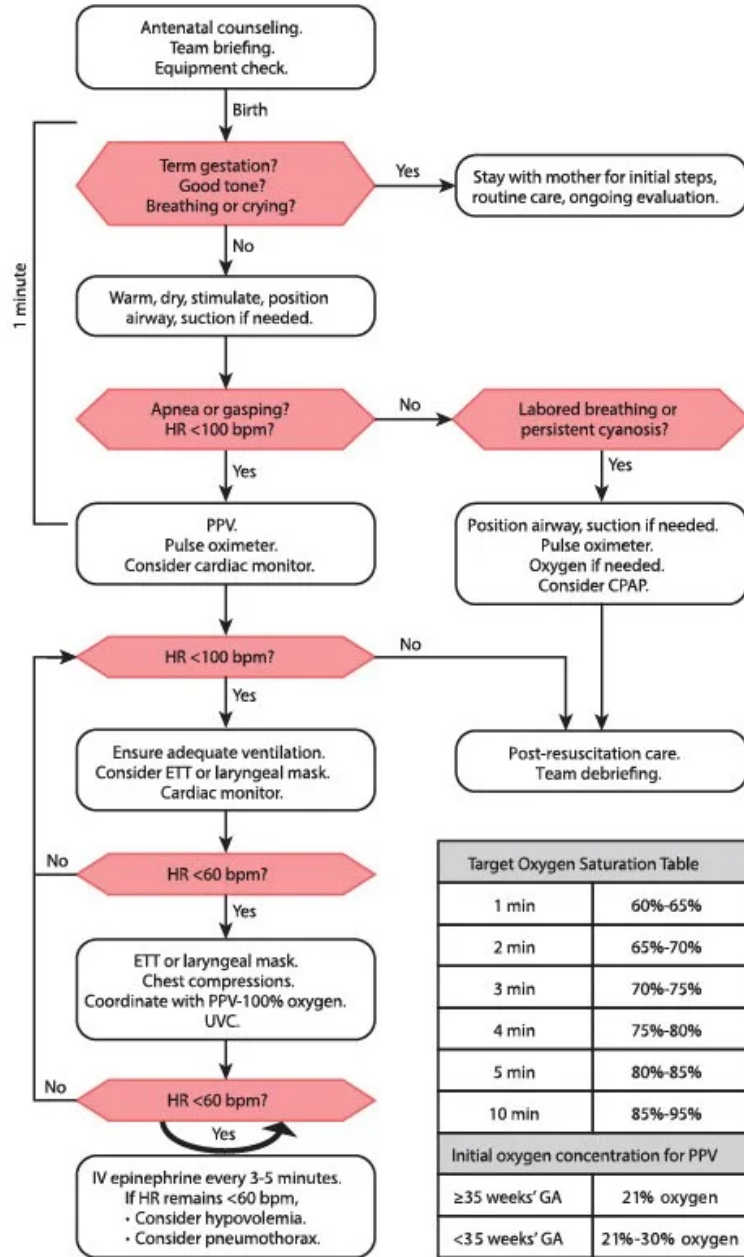 Antenatal counseling.
Team briefing.
Equipment check.
Birth
1 minute
Term gestation?
Good tone?
Breathing or crying?
Yes
Stay with mother for initial steps,
routine care, ongoing evaluation.
No
Warm, dry, stimulate, position
airway, suction if needed.
Apnea or gasping?
HR <100 bpm?
No
Labored breathing or
persistent cyanosis?
Yes
Yes
PPV.
Pulse oximeter.
Consider cardiac monitor.
Position airway, suction if needed.
Pulse oximeter.
Oxygen if needed.
Consider CPAP.
HR <100 bpm?
No
Yes
Ensure adequate ventilation.
Consider ETT or laryngeal mask.
Cardiac monitor.
Post-resuscitation care.
Team debriefing.
No
HR <60 bpm?
Yes
ETT or laryngeal mask.
Chest compressions.
Coordinate with PPV-100% oxygen.
UVC.
No
HR <60 bpm?
Yes
IV epinephrine every 3-5 minutes.
If HR remains <60 bpm,
• Consider hypovolemia.
• Consider pneumothorax.
Target Oxygen Saturation Table
1 min 60%-65%
2 min 65%-70%
3 min 70%-75%
4 min 75%-80%
5 min 80%-85%
10 min 85%-95%
Initial oxygen concentration for PPV
≥35 weeks' GA 21% oxygen
<35 weeks' GA 21%-30% oxygen